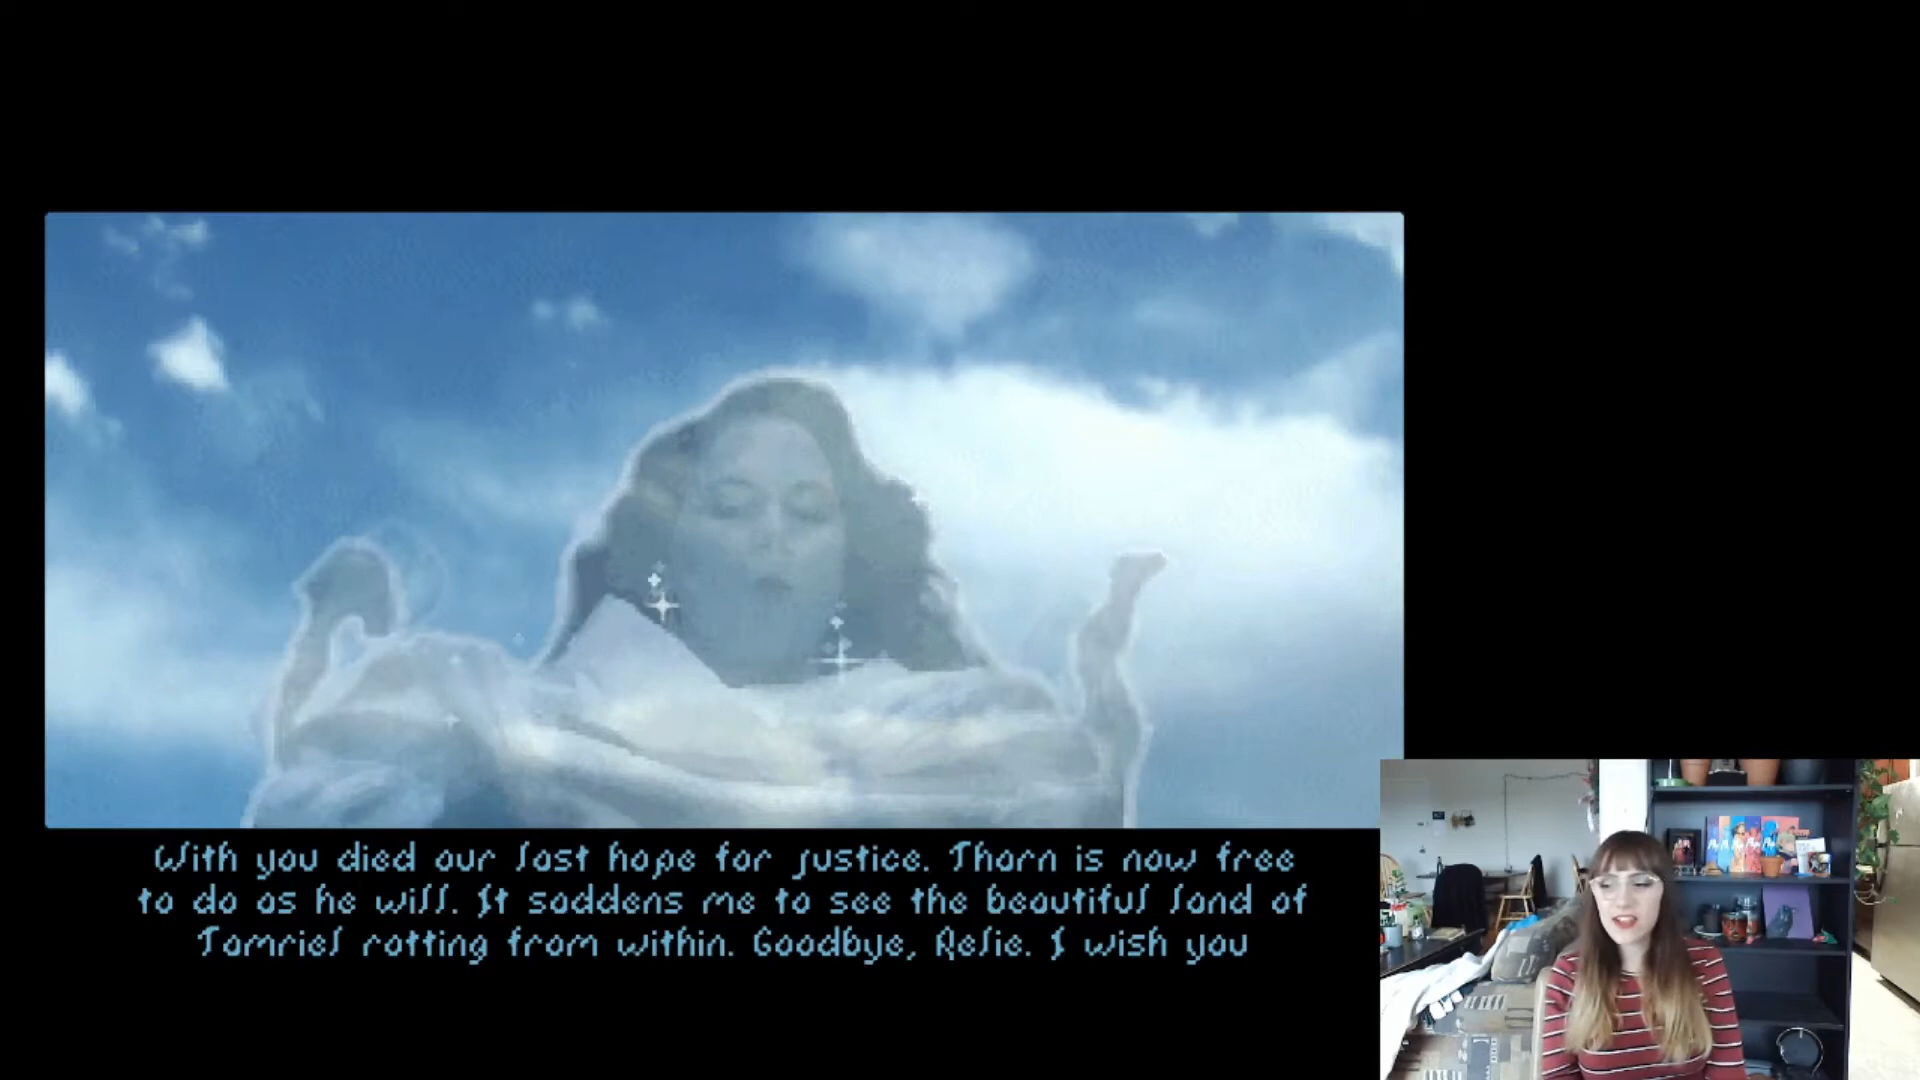 With you died our last hope for justice. Tharn is now free
to do as he will. It saddens me to see the beautiful land of
Tamriel rotting from within. Goodbye, Relie. I wish you